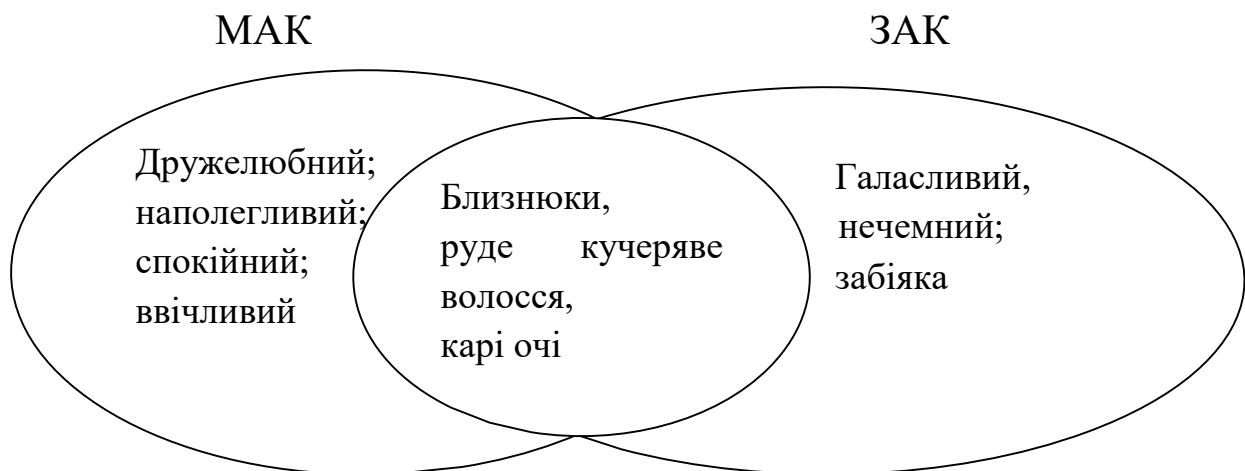 МАК
ЗАК
Дружелюбний;
наполегливий;
спокійний;
ввічливий
Близнюки,
руде кучеряве
волосся,
карі очі
Галасливий,
нечемний;
забіяка